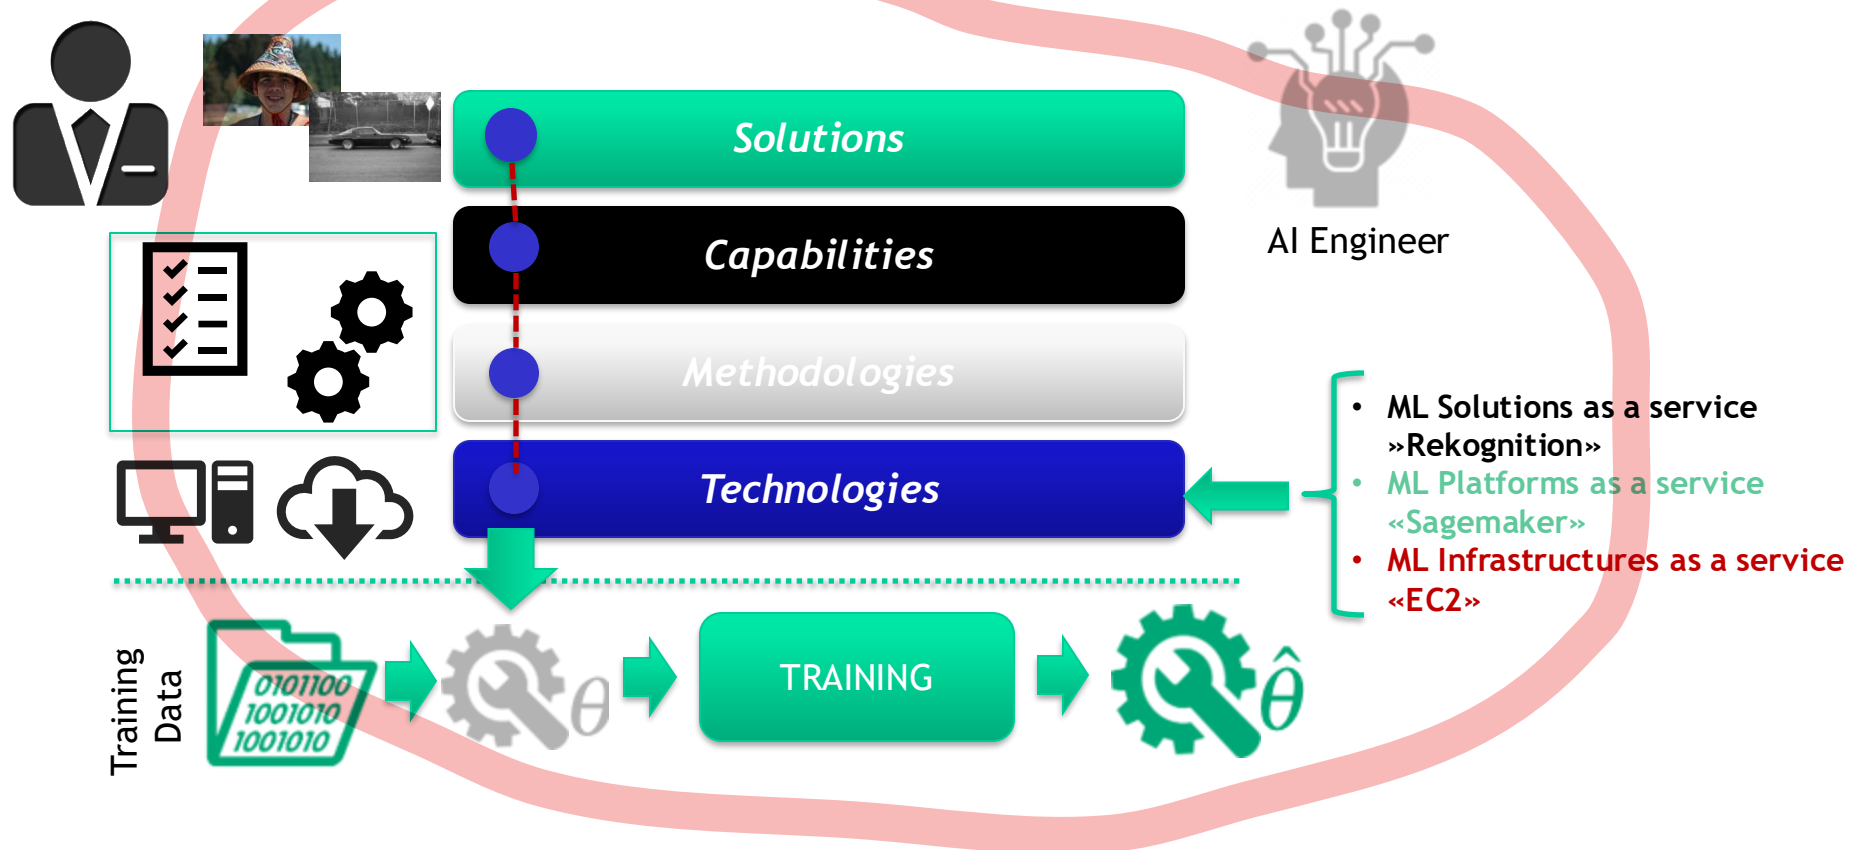 Solutions
AI Engineer
Capabilities
Methodologies
• ML Solutions as a service
»Rekognition»
Technologies
• ML Platforms as a service
«Sagemaker»
• ML Infrastructures as a service
«EC2»
Training
Data
0101100
1001010
1001010
θ
TRAINING
θ̂